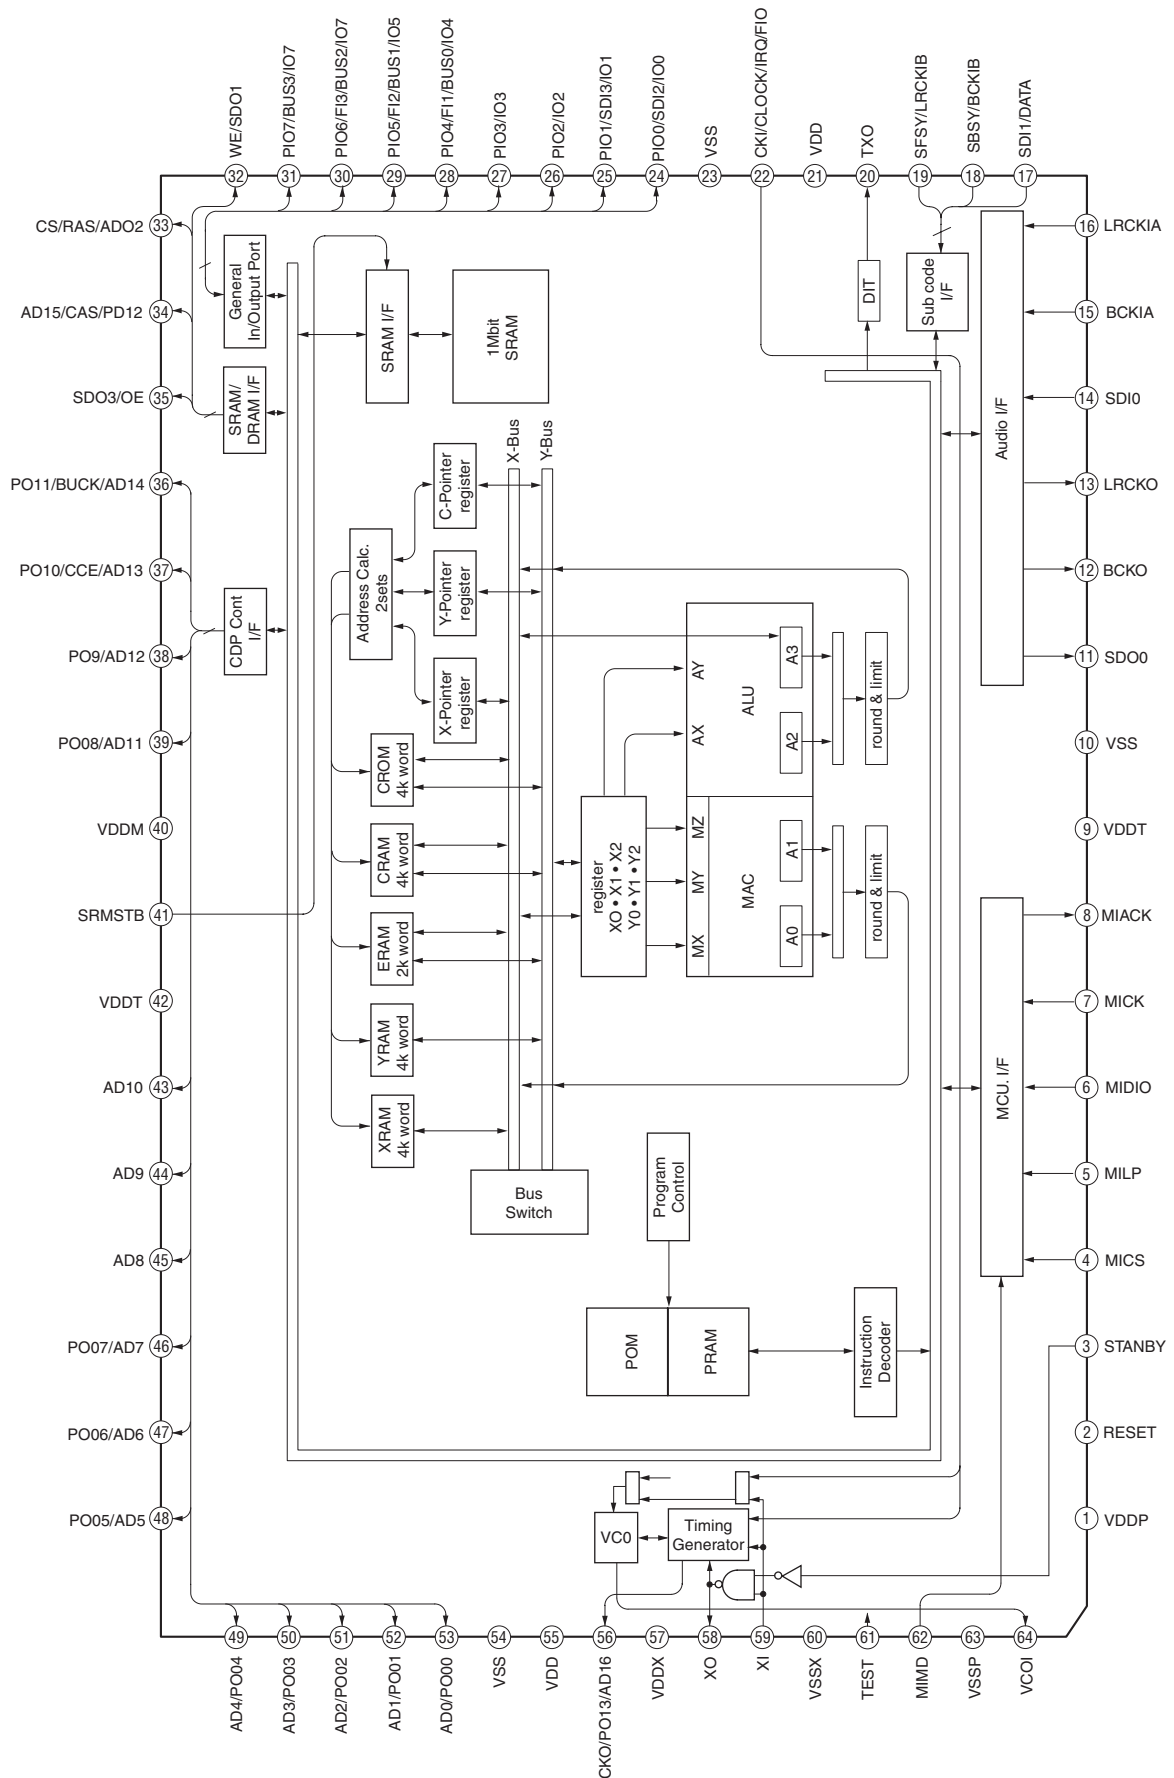 WE/SDO1
PIO7/BUS3/IO7
PIO6/FI3/BUS2/IO7
PIO5/FI2/BUS1/IO5
PIO4/FI1/BUS0/IO4
PIO3/IO3
PIO2/IO2
PIO1/SDI3/IO1
PIO0/SDI2/IO0
VSS
CKI/CLOCK/IRQ/FIO
VDD
TXO
SFSY/LRCKIB
SBSY/BCKIB
SDI1/DATA
32
31
30
29
28
27
26
25
24
23
22
21
20
19
18
17
CS/RAS/ADO2
33
AD15/CAS/PD12
34
SDO3/OE
35
PO11/BUCK/AD14
36
PO10/CCE/AD13
37
PO9/AD12
38
PO08/AD11
39
VDDM
40
SRMSTB
41
VDDT
42
AD10
43
AD9
44
AD8
45
PO07/AD7
46
PO06/AD6
47
PO05/AD5
48
General
In/Output Port
SRAM/
DRAM I/F
CDP Cont
I/F
SRAM I/F
1Mbit
SRAM
DIT
Sub code
I/F
Audio I/F
X-Bus
Y-Bus
Address Calc.
2sets
C-Pointer
register
Y-Pointer
register
X-Pointer
register
CROM
4k word
CRAM
4k word
ERAM
2k word
YRAM
4k word
XRAM
4k word
Bus
Switch
register
XO • X1 • X2
Y0 • Y1 • Y2
AY
AX
ALU
A3
A2
MZ
MY
MX
MAC
A1
A0
round & limit
round & limit
Program
Control
POM
PRAM
Instruction
Decoder
MCU. I/F
VC0
Timing
Generator
16
LRCKIA
15
BCKIA
14
SDI0
13
LRCKO
12
BCKO
11
SDO0
10
VSS
9
VDDT
8
MIACK
7
MICK
6
MIDIO
5
MILP
4
MICS
3
STANBY
2
RESET
1
VDDP
49
50
51
52
53
54
55
56
57
58
59
60
61
62
63
64
AD4/PO04
AD3/PO03
AD2/PO02
AD1/PO01
AD0/PO00
VSS
VDD
CKO/PO13/AD16
VDDX
XO
XI
VSSX
TEST
MIMD
VSSP
VCOI